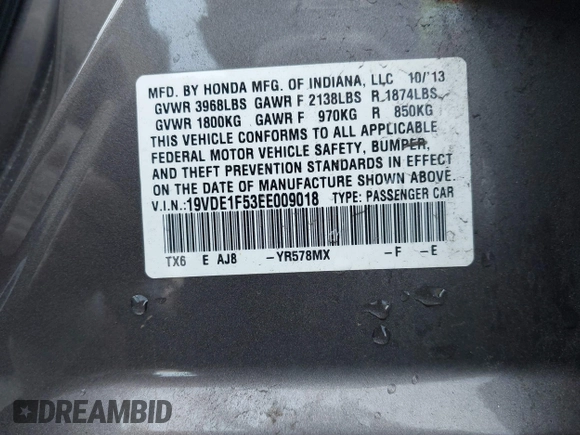 MFD. BY HONDA MFG. OF INDIANA, LLC 10/'13
GVWR 3968LBS GAWR F 2138LBS R 1874LBS
GVWR 1800KG GAWR F 970KG R 850KG
THIS VEHICLE CONFORMS TO ALL APPLICABLE
FEDERAL MOTOR VEHICLE SAFETY, BUMPER,
AND THEFT PREVENTION STANDARDS IN EFFECT
ON THE DATE OF MANUFACTURE SHOWN ABOVE.
V.I.N.:19VDE1F53EE009018 TYPE: PASSENGER CAR
TX6 E AJ8 -YR578MX -F -E
DREAMBID